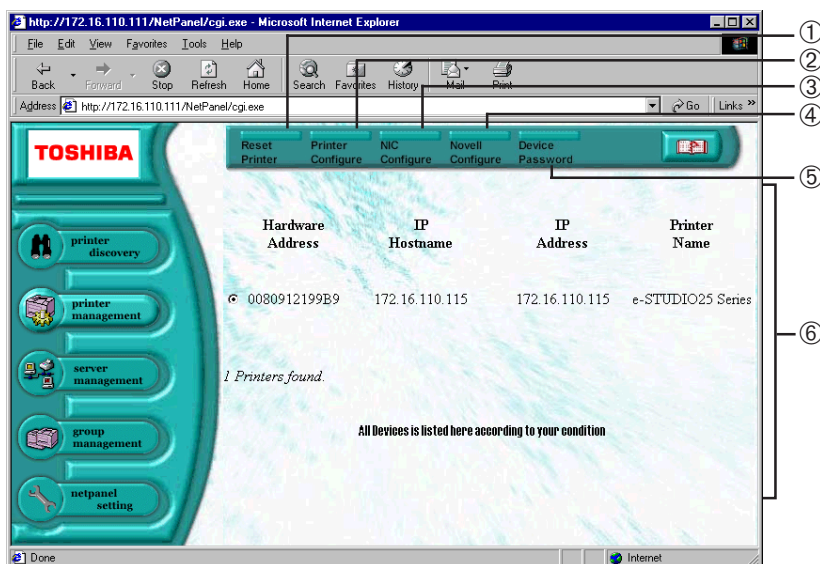 http://172.16.110.111/NetPanel/cgi.exe - Microsoft Internet Explorer
File Edit View Favorites Tools Help
Back Forward Stop Refresh Home Search Favorites History Mail Print
Address http://172.16.110.111/NetPanel/cgi.exe Go Links »
TOSHIBA
Reset Printer
Printer Configure
NIC Configure
Novell Configure
Device Password
①
②
③
④
⑤
⑥
printer discovery
printer management
server management
group management
netpanel setting
Hardware Address
IP Hostname
IP Address
Printer Name
0080912199B9 172.16.110.115 172.16.110.115 e-STUDIO25 Series
1 Printers found.
All Devices is listed here according to your condition
Done Internet